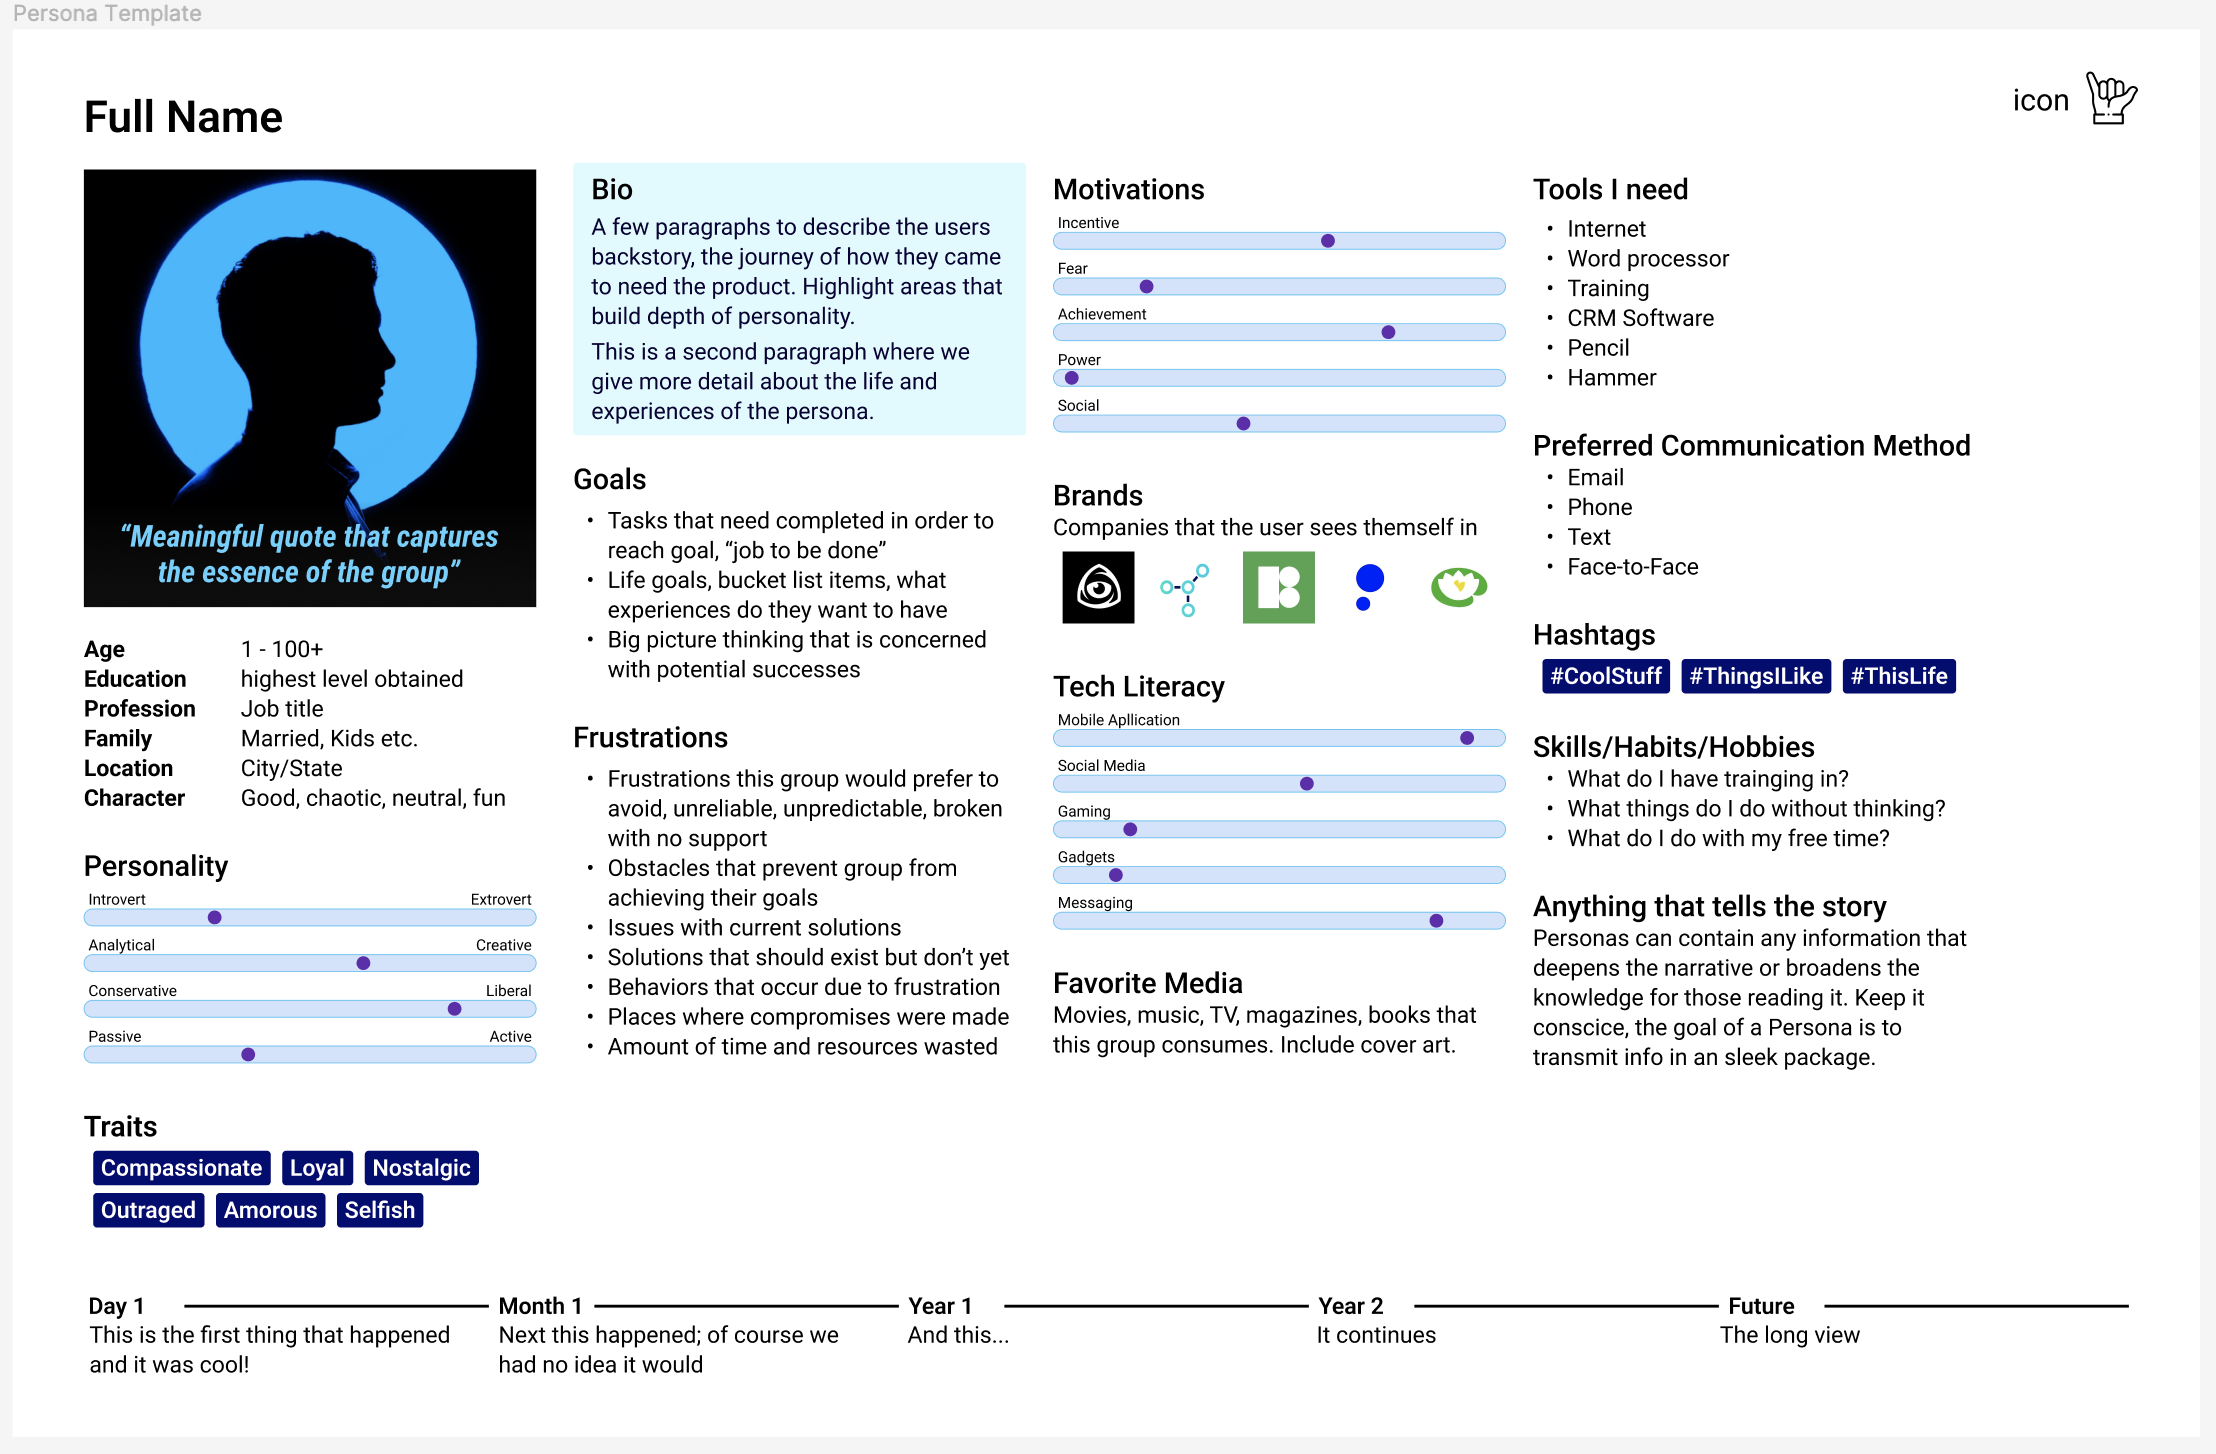 Persona Template
Full Name
icon
“Meaningful quote that captures
the essence of the group”
Age 1 - 100+
Education highest level obtained
Profession Job title
Family Married, Kids etc.
Location City/State
Character Good, chaotic, neutral, fun
Personality
Introvert Extrovert
Analytical Creative
Conservative Liberal
Passive Active
Traits
Compassionate Loyal Nostalgic
Outraged Amorous Selfish
Bio
A few paragraphs to describe the users
backstory, the journey of how they came
to need the product. Highlight areas that
build depth of personality.
This is a second paragraph where we
give more detail about the life and
experiences of the persona.
Goals
• Tasks that need completed in order to
reach goal, “job to be done”
• Life goals, bucket list items, what
experiences do they want to have
• Big picture thinking that is concerned
with potential successes
Frustrations
• Frustrations this group would prefer to
avoid, unreliable, unpredictable, broken
with no support
• Obstacles that prevent group from
achieving their goals
• Issues with current solutions
• Solutions that should exist but don’t yet
• Behaviors that occur due to frustration
• Places where compromises were made
• Amount of time and resources wasted
Motivations
Incentive
Fear
Achievement
Power
Social
Brands
Companies that the user sees themself in
Tech Literacy
Mobile Apllication
Social Media
Gaming
Gadgets
Messaging
Favorite Media
Movies, music, TV, magazines, books that
this group consumes. Include cover art.
Tools I need
• Internet
• Word processor
• Training
• CRM Software
• Pencil
• Hammer
Preferred Communication Method
• Email
• Phone
• Text
• Face-to-Face
Hashtags
#CoolStuff #ThingsILike #ThisLife
Skills/Habits/Hobbies
• What do I have trainging in?
• What things do I do without thinking?
• What do I do with my free time?
Anything that tells the story
Personas can contain any information that
deepens the narrative or broadens the
knowledge for those reading it. Keep it
conscice, the goal of a Persona is to
transmit info in an sleek package.
Day 1
This is the first thing that happened
and it was cool!
Month 1
Next this happened; of course we
had no idea it would
Year 1
And this...
Year 2
It continues
Future
The long view